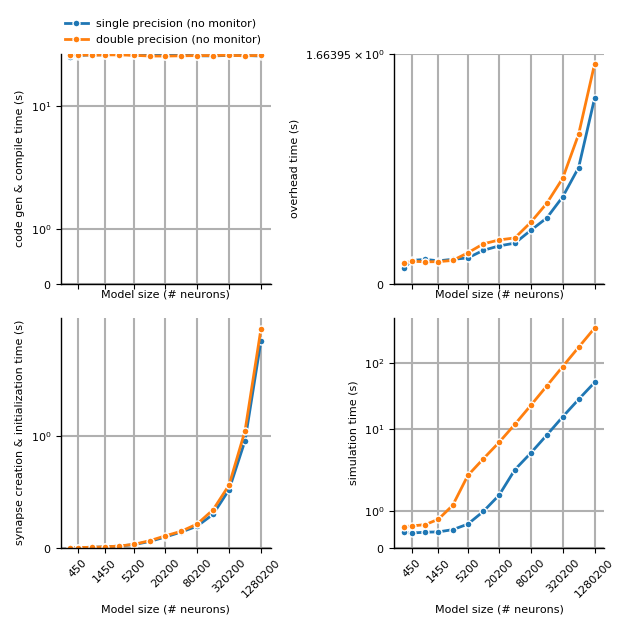 single precision (no monitor)
double precision (no monitor)
code gen & compile time (s)
10¹
10⁰
0
Model size (# neurons)
overhead time (s)
1.66395 × 10⁰
0
Model size (# neurons)
synapse creation & initialization time (s)
10⁰
0
450
1450
5200
20200
80200
320200
1280200
Model size (# neurons)
simulation time (s)
10²
10¹
10⁰
0
450
1450
5200
20200
80200
320200
1280200
Model size (# neurons)